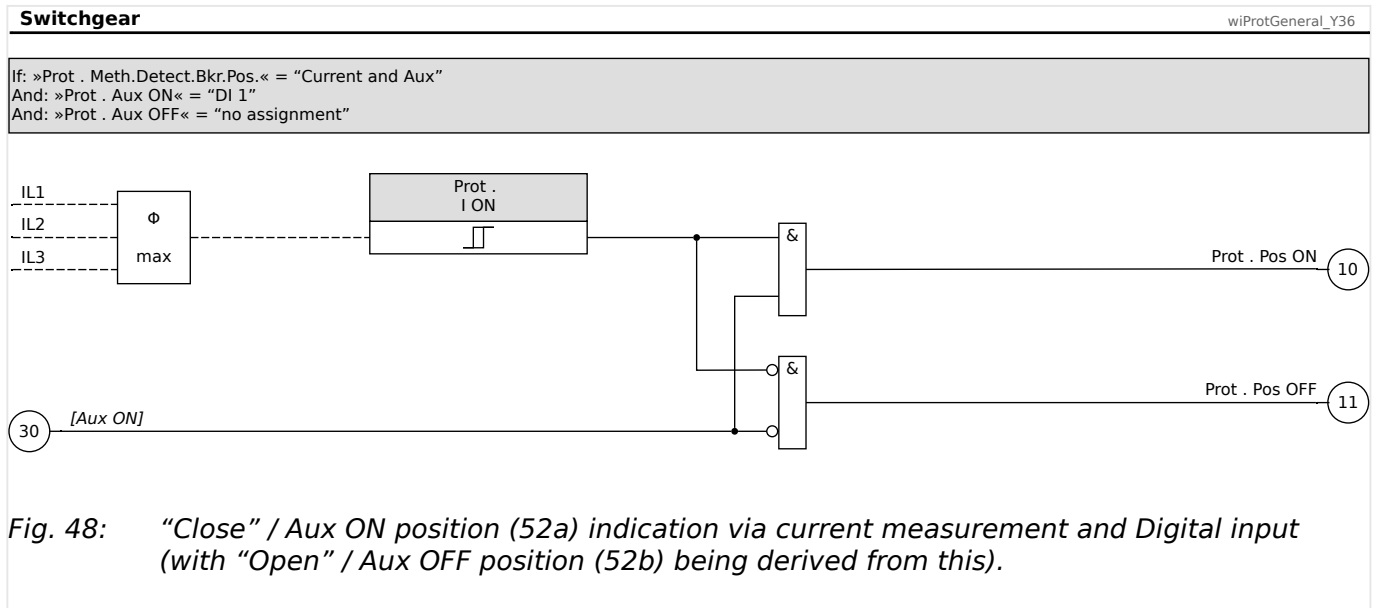 Switchgear
wiProtGeneral_Y36
If: »Prot . Meth.Detect.Bkr.Pos.« = “Current and Aux”
And: »Prot . Aux ON« = “DI 1”
And: »Prot . Aux OFF« = “no assignment”
IL1
IL2
IL3
Φ
max
Prot .
I ON
&
Prot . Pos ON
10
&
Prot . Pos OFF
11
30
[Aux ON]
Fig. 48: “Close” / Aux ON position (52a) indication via current measurement and Digital input
(with “Open” / Aux OFF position (52b) being derived from this).